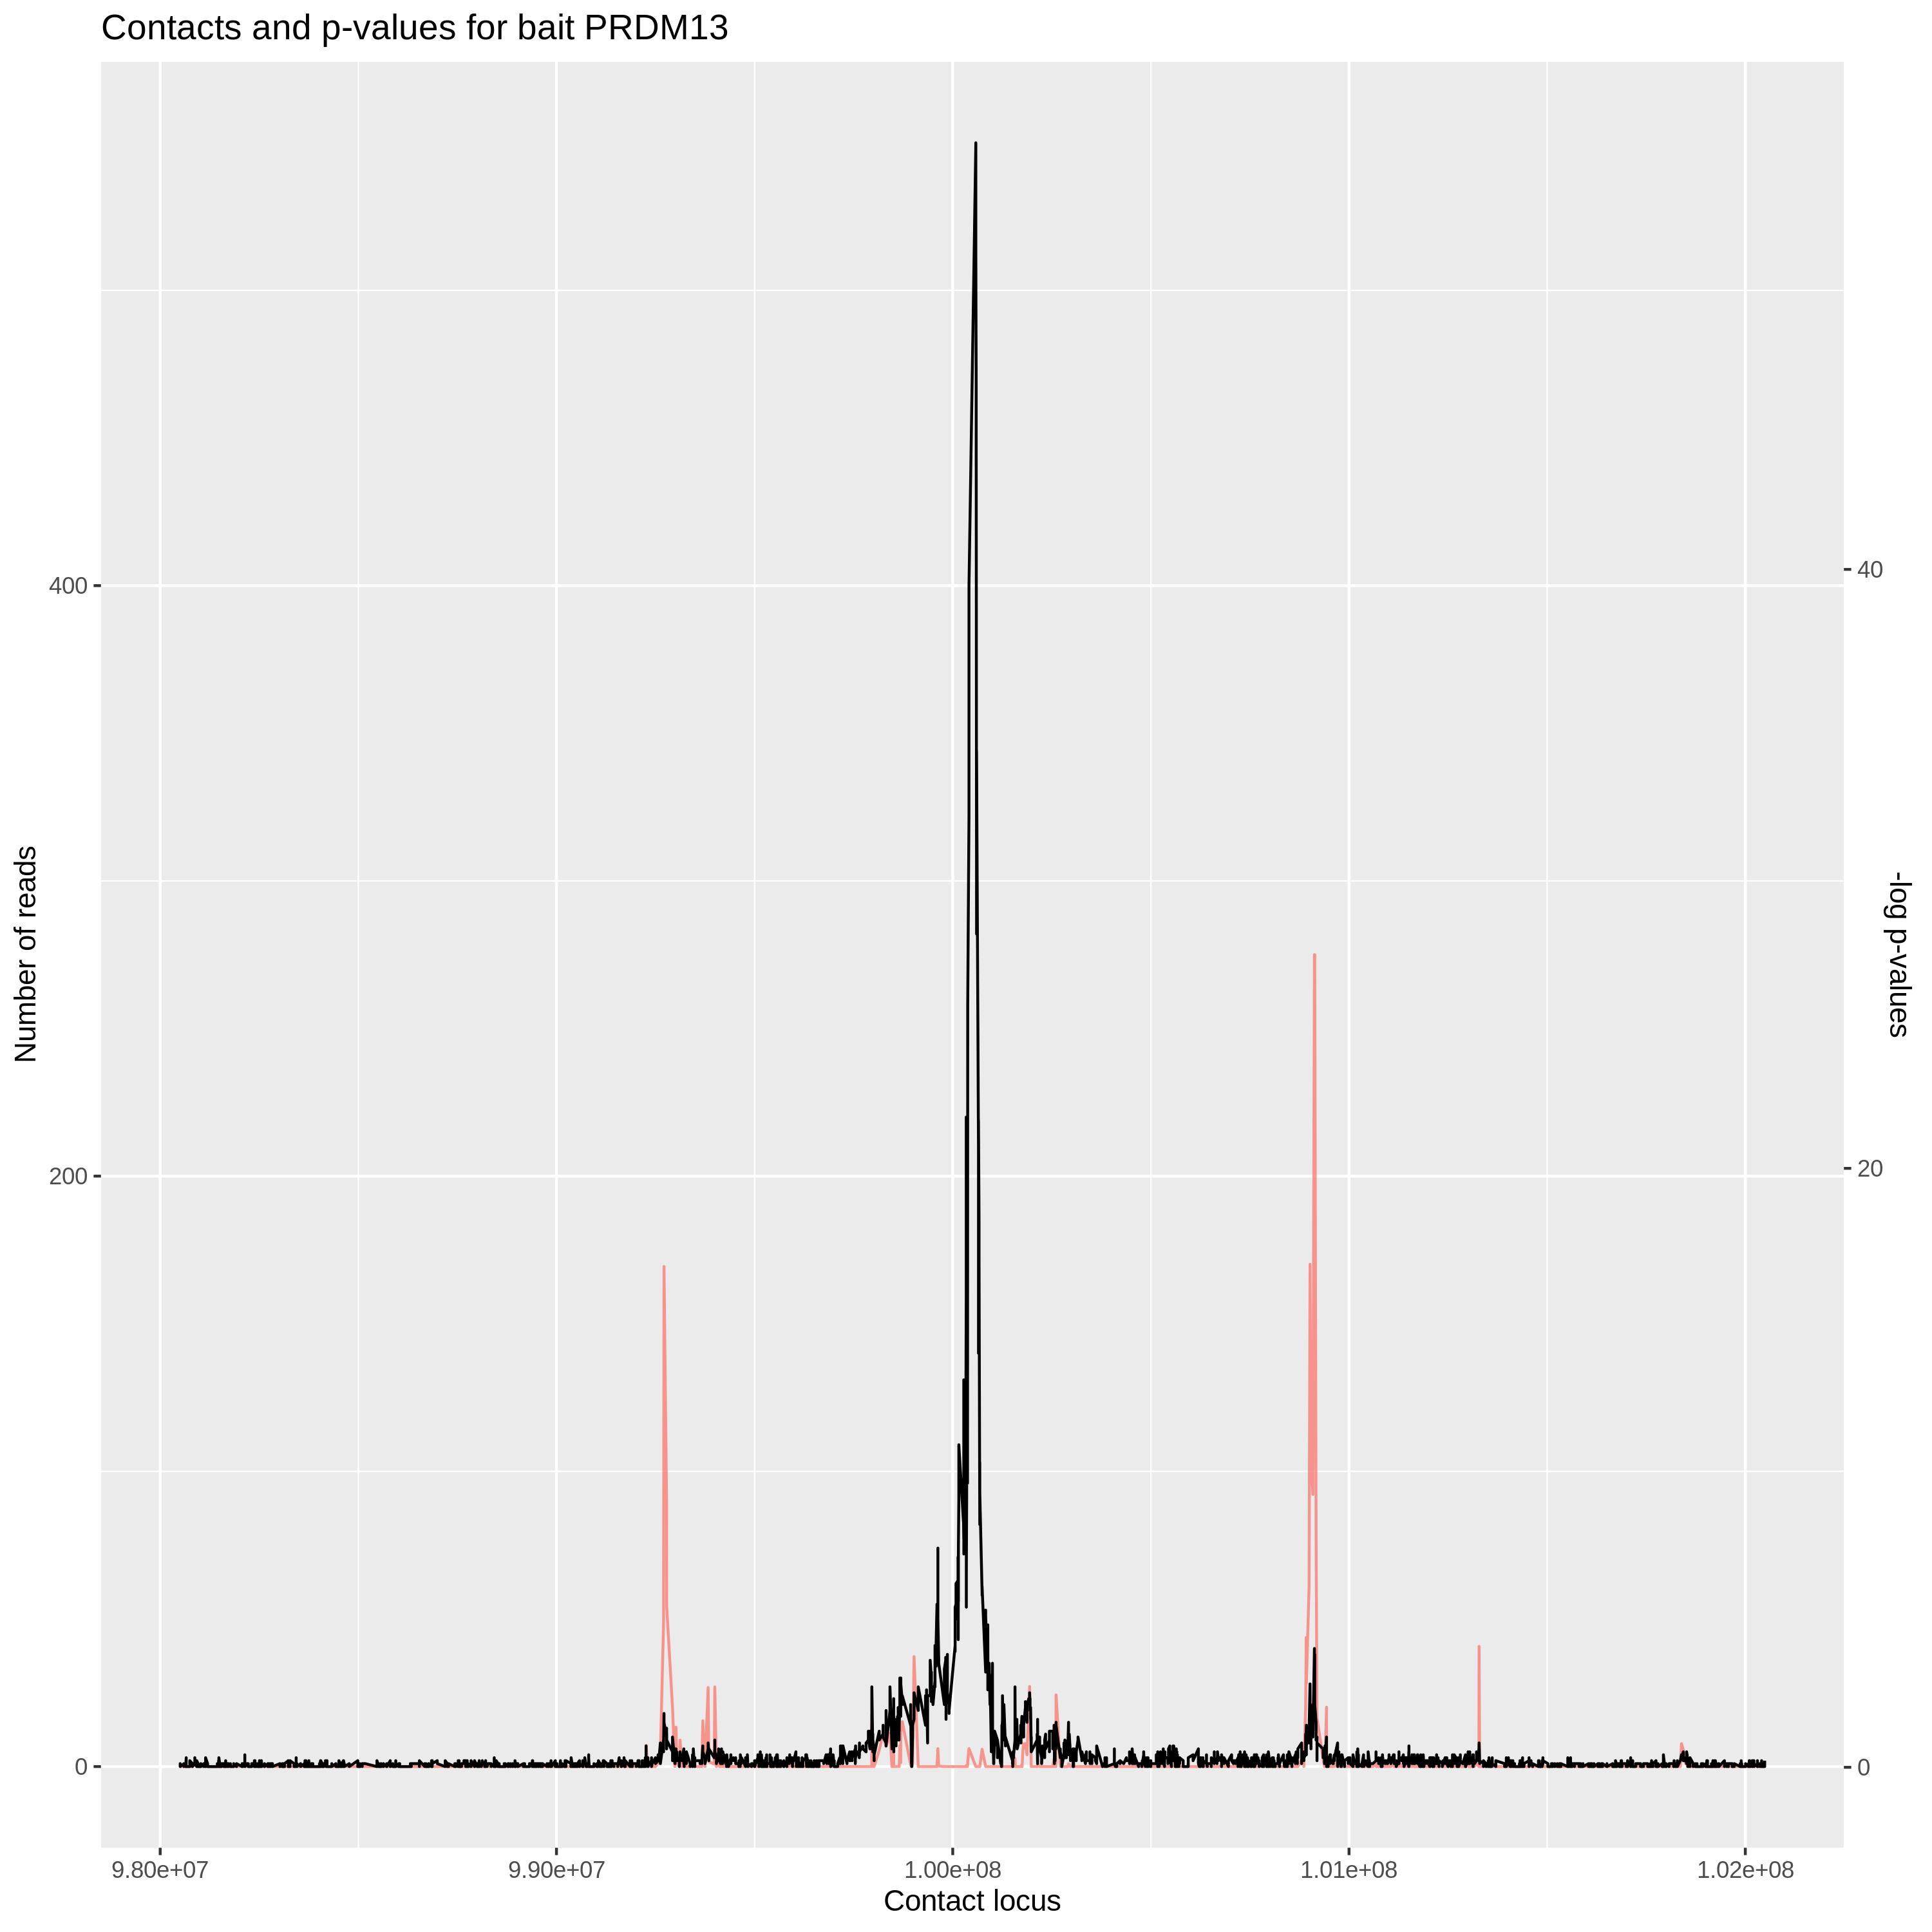 Contacts and p-values for bait PRDM13
Number of reads
400
200
0
40
20
0
-log p-values
9.80e+07
9.90e+07
1.00e+08
1.01e+08
1.02e+08
Contact locus